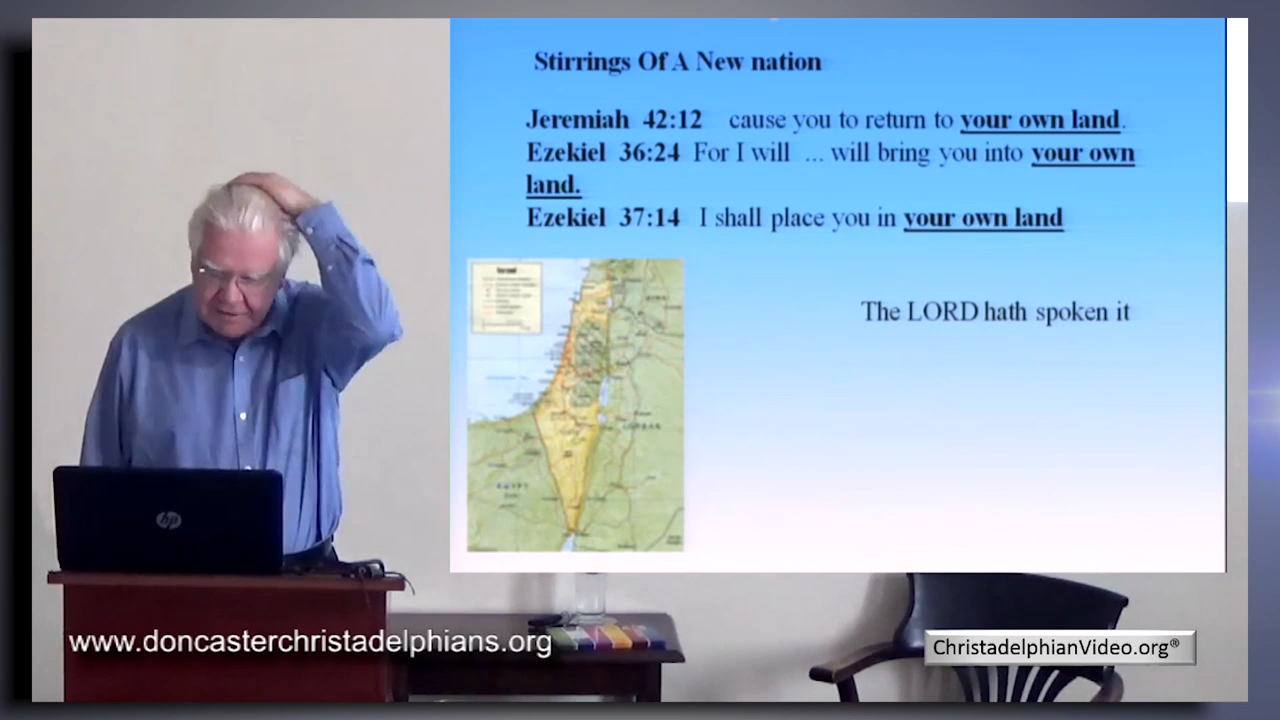 Stirrings Of A New nation
Jeremiah 42:12 cause you to return to your own land.
Ezekiel 36:24 For I will ... will bring you into your own
land.
Ezekiel 37:14 I shall place you in your own land
The LORD hath spoken it
hp
www.doncasterchristadelphians.org
ChristadelphianVideo.org®